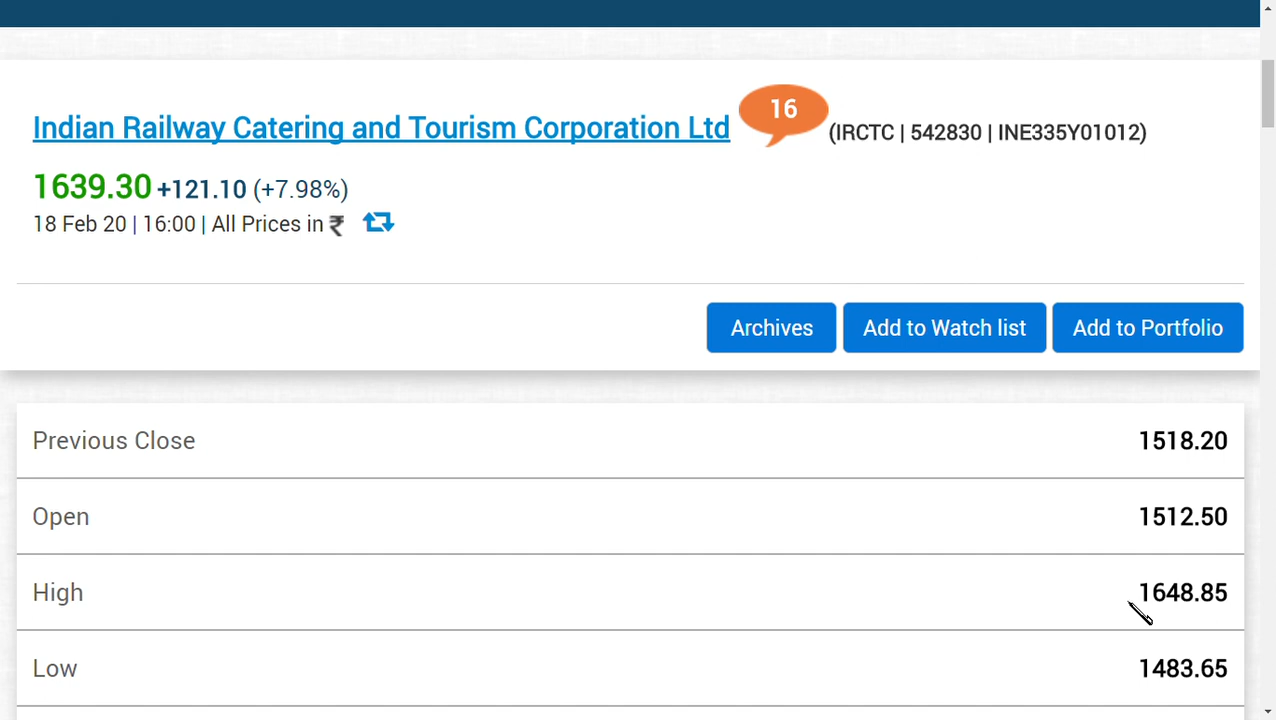 Indian Railway Catering and Tourism Corporation Ltd 16 (IRCTC | 542830 | INE335Y01012)
1639.30 +121.10 (+7.98%)
18 Feb 20 | 16:00 | All Prices in ₹
Archives Add to Watch list Add to Portfolio
Previous Close 1518.20
Open 1512.50
High 1648.85
Low 1483.65